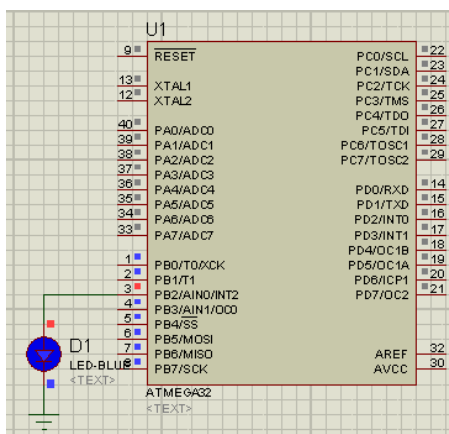 U1
9 RESET
13 XTAL1
12 XTAL2
40 PA0/ADC0
39 PA1/ADC1
38 PA2/ADC2
37 PA3/ADC3
36 PA4/ADC4
35 PA5/ADC5
34 PA6/ADC6
33 PA7/ADC7
1 PB0/T0/XCK
2 PB1/T1
3 PB2/AIN0/INT2
4 PB3/AIN1/OC0
5 PB4/SS
6 PB5/MOSI
7 PB6/MISO
8 PB7/SCK
PC0/SCL 22
PC1/SDA 23
PC2/TCK 24
PC3/TMS 25
PC4/TDO 26
PC5/TDI 27
PC6/TOSC1 28
PC7/TOSC2 29
PD0/RXD 14
PD1/TXD 15
PD2/INT0 16
PD3/INT1 17
PD4/OC1B 18
PD5/OC1A 19
PD6/ICP1 20
PD7/OC2 21
AREF 32
AVCC 30
ATMEGA32
<TEXT>
D1
LED-BLUE
<TEXT>